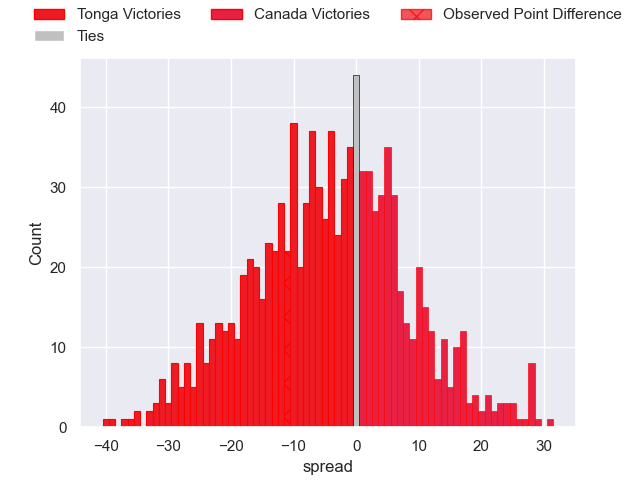 Tonga Victories Canada Victories Observed Point Difference
Ties
40
30
20
10
0
Count
−40 −30 −20 −10 0 10 20 30
spread